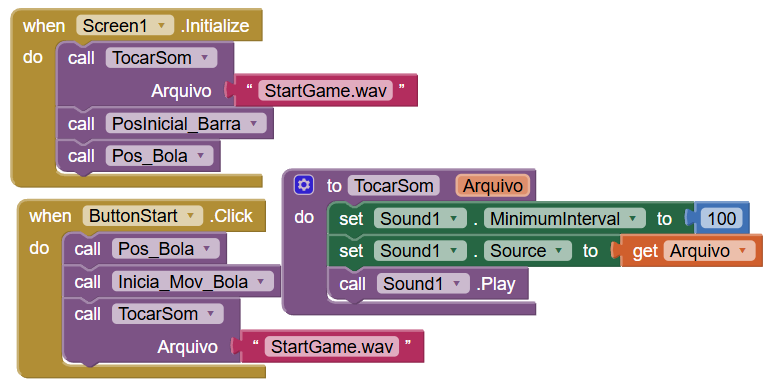 when Screen1 .Initialize
do call TocarSom
Arquivo “ StartGame.wav ”
call PosInicial_Barra
call Pos_Bola
when ButtonStart .Click
do call Pos_Bola
call Inicia_Mov_Bola
call TocarSom
Arquivo “ StartGame.wav ”
to TocarSom Arquivo
do set Sound1 . MinimumInterval to 100
set Sound1 . Source to get Arquivo
call Sound1 .Play